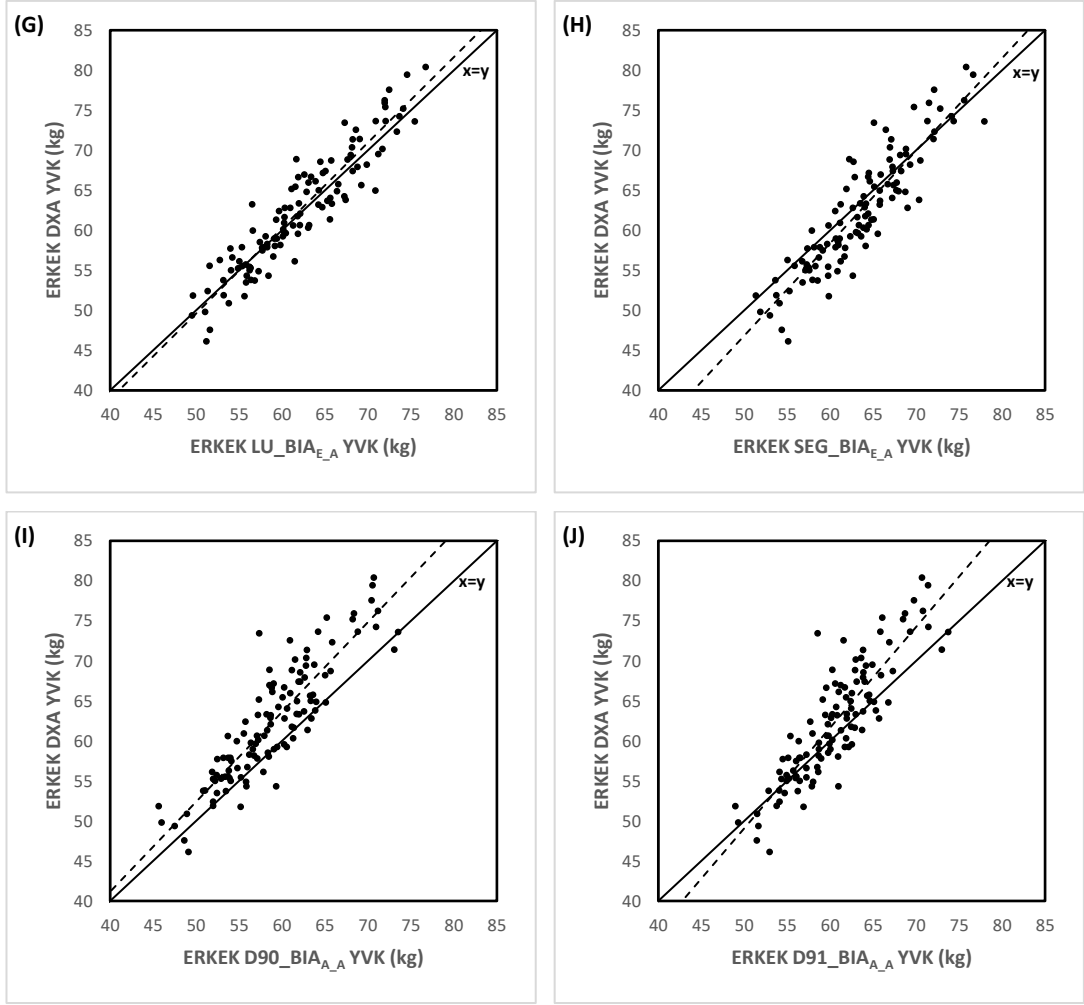 (G)
85
80
75
70
65
60
55
50
45
40
ERKEK DXA YVK (kg)
x=y
40 45 50 55 60 65 70 75 80 85
ERKEK LU_BIAE_A YVK (kg)
(H)
85
80
75
70
65
60
55
50
45
40
ERKEK DXA YVK (kg)
x=y
40 45 50 55 60 65 70 75 80 85
ERKEK SEG_BIAE_A YVK (kg)
(I)
85
80
75
70
65
60
55
50
45
40
ERKEK DXA YVK (kg)
x=y
40 45 50 55 60 65 70 75 80 85
ERKEK D90_BIAA_A YVK (kg)
(J)
85
80
75
70
65
60
55
50
45
40
ERKEK DXA YVK (kg)
x=y
40 45 50 55 60 65 70 75 80 85
ERKEK D91_BIAA_A YVK (kg)